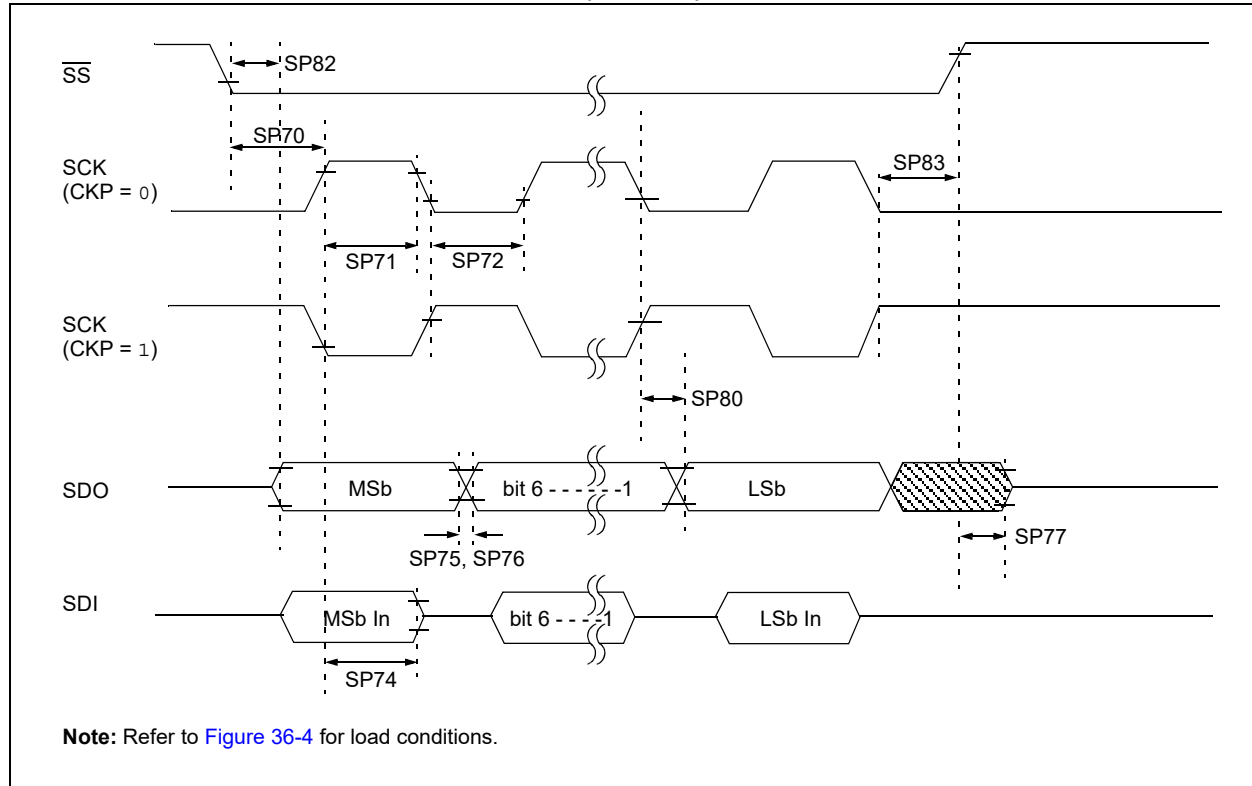 SS
SP82
SP70
SCK
(CKP = 0)
SP83
SP71
SP72
SCK
(CKP = 1)
SP80
SDO
MSb
bit 6 - - - - - -1
LSb
SP75, SP76
SP77
SDI
MSb In
bit 6 - - - -1
LSb In
SP74
Note: Refer to Figure 36-4 for load conditions.